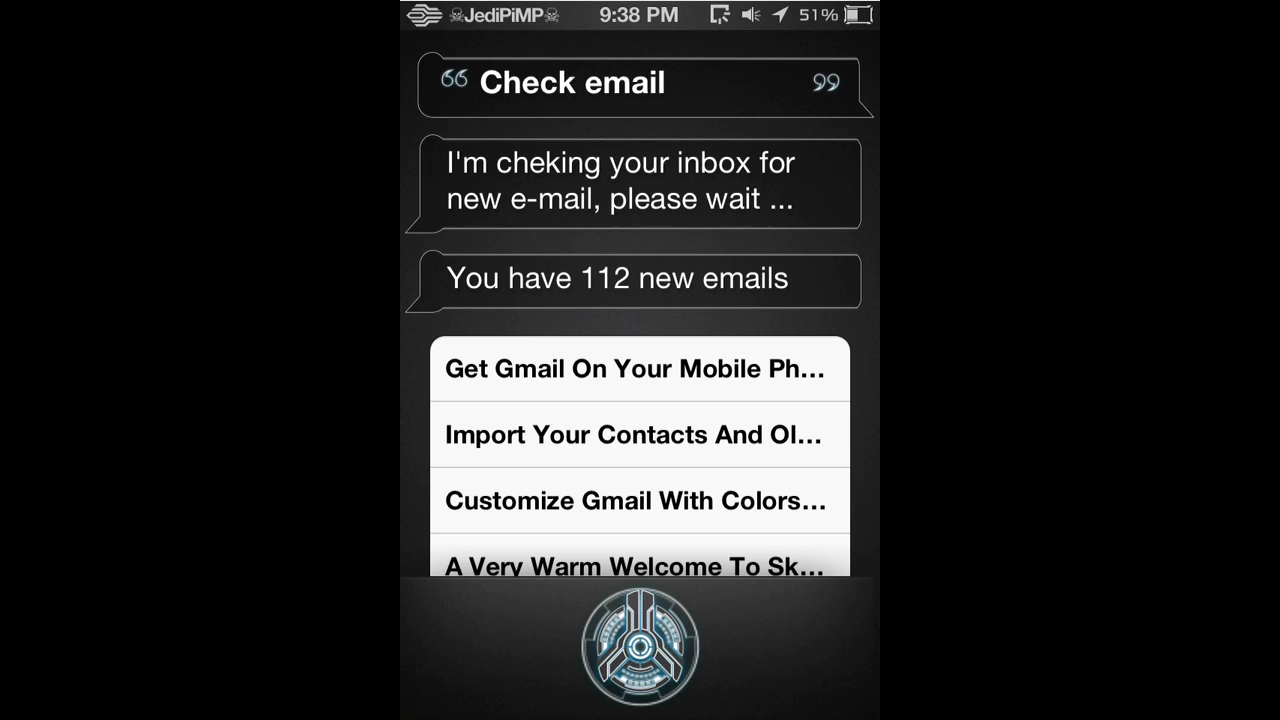 ☠JediPiMP☠ 9:38 PM 51%
“ Check email ”
I'm cheking your inbox for
new e-mail, please wait ...
You have 112 new emails
Get Gmail On Your Mobile Ph...
Import Your Contacts And Ol...
Customize Gmail With Colors...
A Very Warm Welcome To Sk...